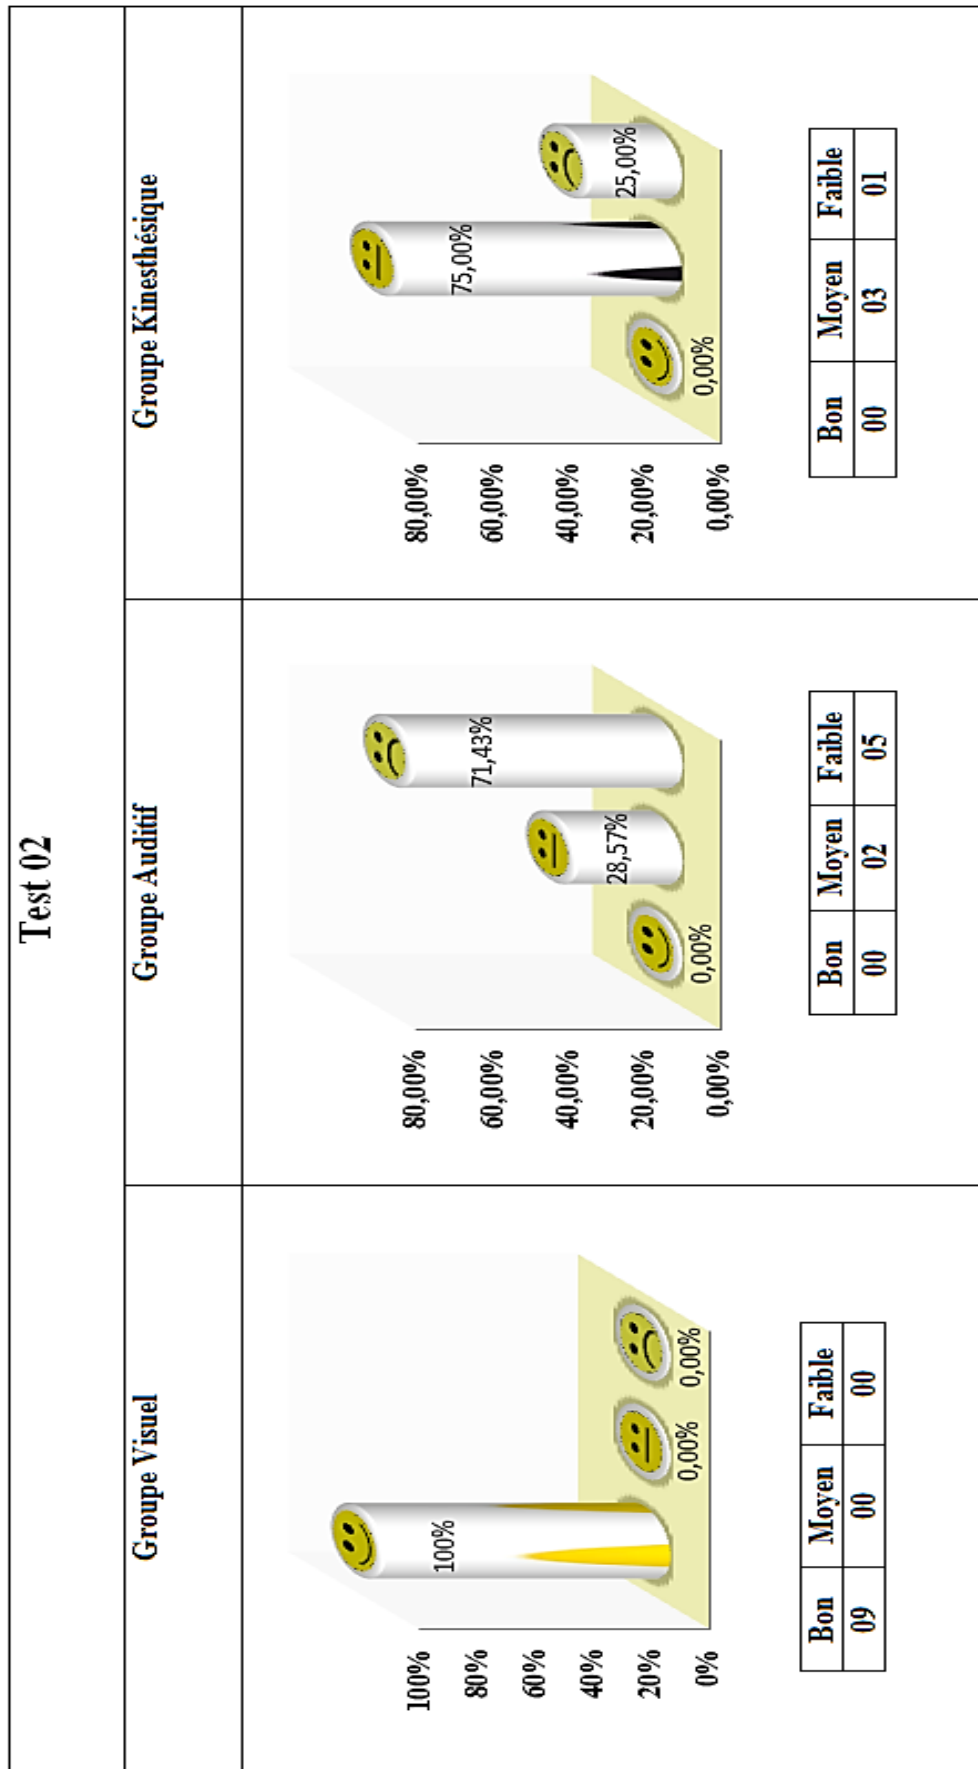 Test 02
Groupe Visuel
Groupe Auditif
Groupe Kinesthésique
100%
80%
60%
40%
20%
0%
100%
0,00%
0,00%
Bon Moyen Faible
09 00 00
80,00%
60,00%
40,00%
20,00%
0,00%
0,00%
28,57%
71,43%
Bon Moyen Faible
00 02 05
80,00%
60,00%
40,00%
20,00%
0,00%
0,00%
75,00%
25,00%
Bon Moyen Faible
00 03 01